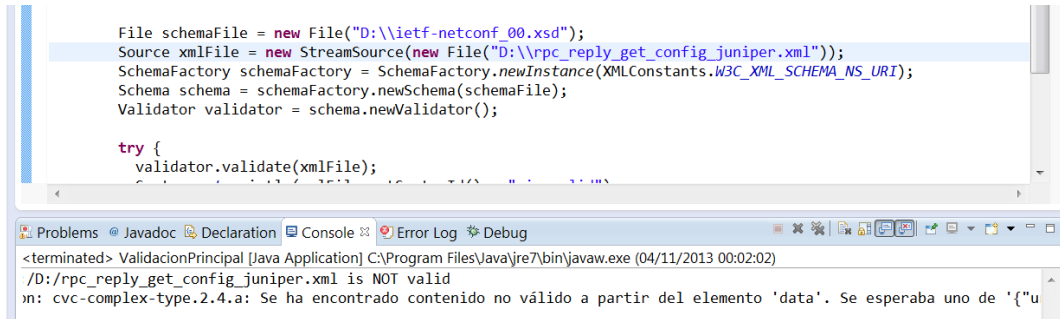 File schemaFile = new File("D:\\ietf-netconf_00.xsd");
Source xmlFile = new StreamSource(new File("D:\\rpc_reply_get_config_juniper.xml"));
SchemaFactory schemaFactory = SchemaFactory.newInstance(XMLConstants.W3C_XML_SCHEMA_NS_URI);
Schema schema = schemaFactory.newSchema(schemaFile);
Validator validator = schema.newValidator();
try {
validator.validate(xmlFile);
Problems @ Javadoc Declaration Console Error Log Debug
<terminated> ValidacionPrincipal [Java Application] C:\Program Files\Java\jre7\bin\javaw.exe (04/11/2013 00:02:02)
/D:/rpc_reply_get_config_juniper.xml is NOT valid
on: cvc-complex-type.2.4.a: Se ha encontrado contenido no válido a partir del elemento 'data'. Se esperaba uno de '{"u